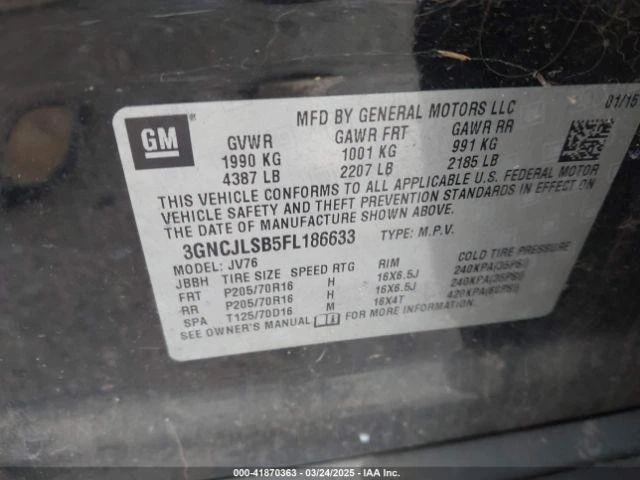 MFD BY GENERAL MOTORS LLC 01/15
GM
GVWR GAWR FRT GAWR RR
1990 KG 1001 KG 991 KG
4387 LB 2207 LB 2185 LB
THIS VEHICLE CONFORMS TO ALL APPLICABLE U.S. FEDERAL MOTOR
VEHICLE SAFETY AND THEFT PREVENTION STANDARDS IN EFFECT ON
THE DATE OF MANUFACTURE SHOWN ABOVE.
3GNCJLSB5FL186633 TYPE: M.P.V.
MODEL: JV76
JBBH TIRE SIZE SPEED RTG RIM COLD TIRE PRESSURE
FRT P205/70R16 H 16X6.5J 240KPA(35PSI)
RR P205/70R16 H 16X6.5J 240KPA(35PSI)
SPA T125/70D16 M 16X4T 420KPA(60PSI)
SEE OWNER'S MANUAL FOR MORE INFORMATION.
000-41870363 - 03/24/2025 - IAA Inc.